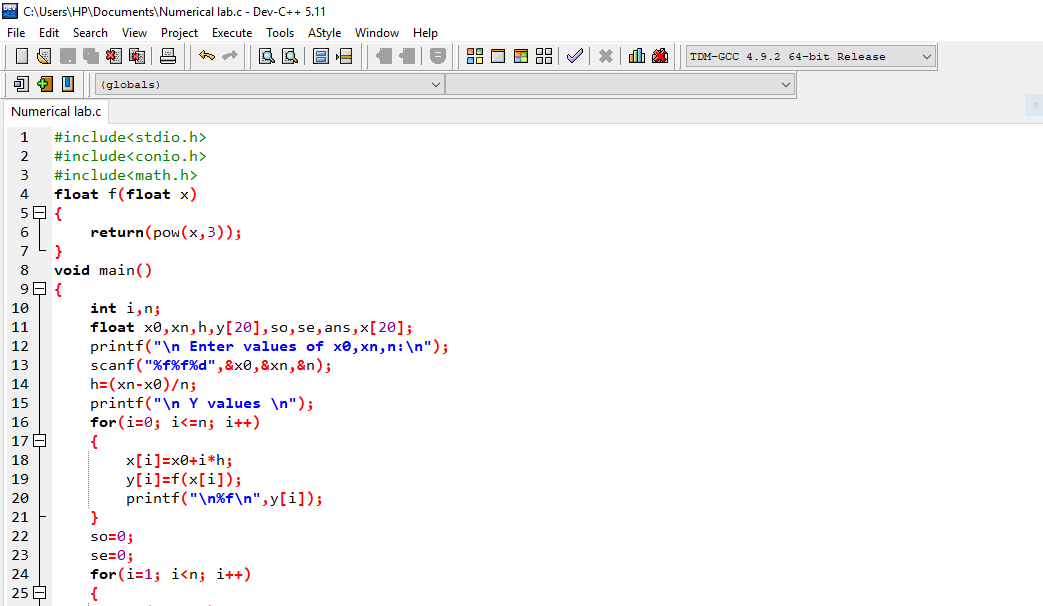 C:\Users\HP\Documents\Numerical lab.c - Dev-C++ 5.11
File Edit Search View Project Execute Tools AStyle Window Help
TDM-GCC 4.9.2 64-bit Release
(globals)
Numerical lab.c
1 #include<stdio.h>
2 #include<conio.h>
3 #include<math.h>
4 float f(float x)
5 {
6 return(pow(x,3));
7 }
8 void main()
9 {
10 int i,n;
11 float x0,xn,h,y[20],so,se,ans,x[20];
12 printf("\n Enter values of x0,xn,n:\n");
13 scanf("%f%f%d",&x0,&xn,&n);
14 h=(xn-x0)/n;
15 printf("\n Y values \n");
16 for(i=0; i<=n; i++)
17 {
18 x[i]=x0+i*h;
19 y[i]=f(x[i]);
20 printf("\n%f\n",y[i]);
21 }
22 so=0;
23 se=0;
24 for(i=1; i<n; i++)
25 {